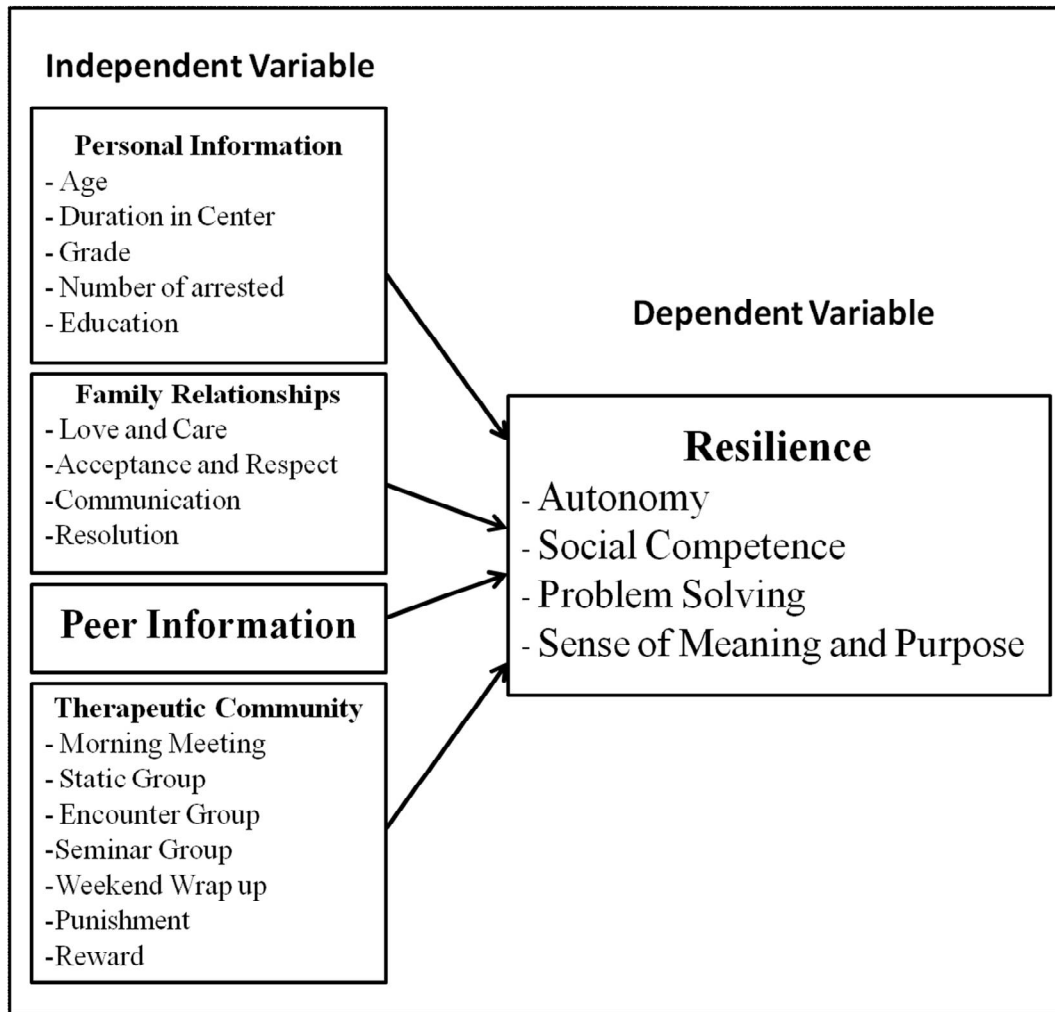 Independent Variable
Personal Information
- Age
- Duration in Center
- Grade
- Number of arrested
- Education
Family Relationships
- Love and Care
-Acceptance and Respect
-Communication
-Resolution
Peer Information
Therapeutic Community
- Morning Meeting
- Static Group
- Encounter Group
-Seminar Group
-Weekend Wrap up
-Punishment
-Reward
Dependent Variable
Resilience
- Autonomy
- Social Competence
- Problem Solving
- Sense of Meaning and Purpose